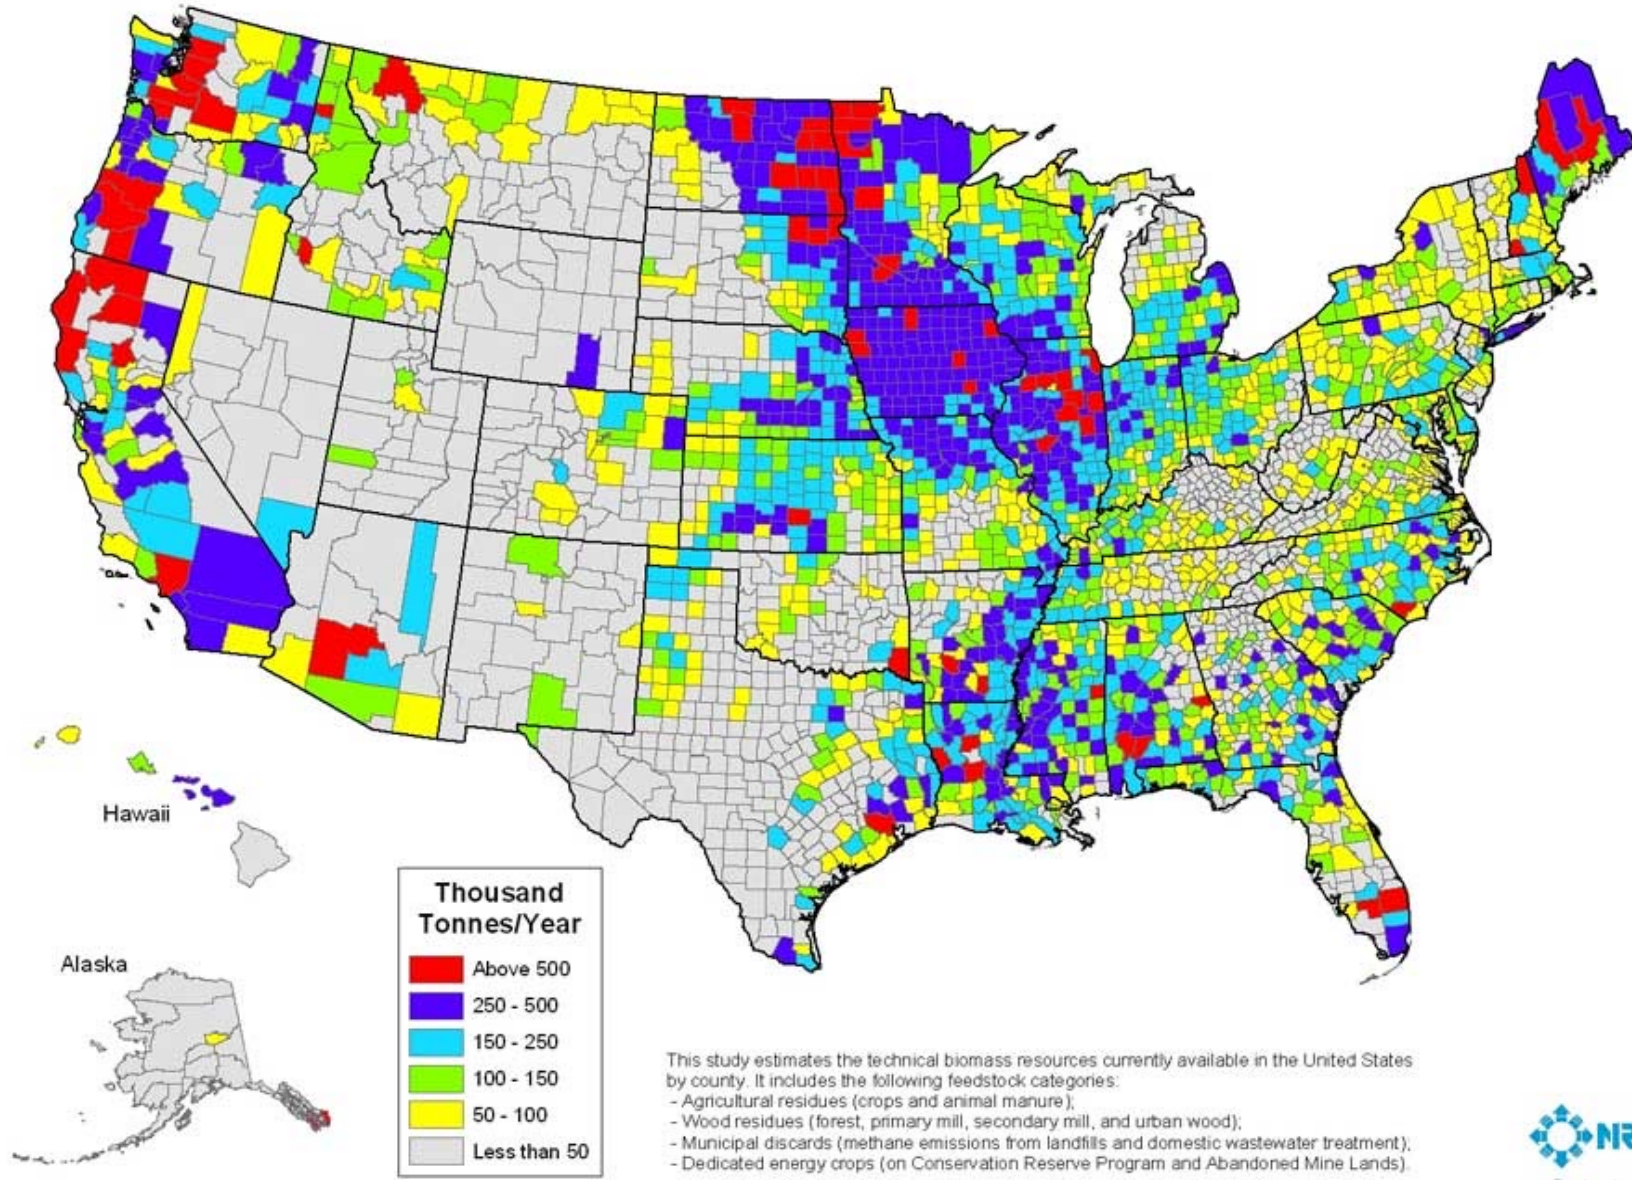 Hawaii
Alaska
Thousand
Tonnes/Year
Above 500
250 - 500
150 - 250
100 - 150
50 - 100
Less than 50
This study estimates the technical biomass resources currently available in the United States
by county. It includes the following feedstock categories:
- Agricultural residues (crops and animal manure);
- Wood residues (forest, primary mill, secondary mill, and urban wood);
- Municipal discards (methane emissions from landfills and domestic wastewater treatment);
- Dedicated energy crops (on Conservation Reserve Program and Abandoned Mine Lands).